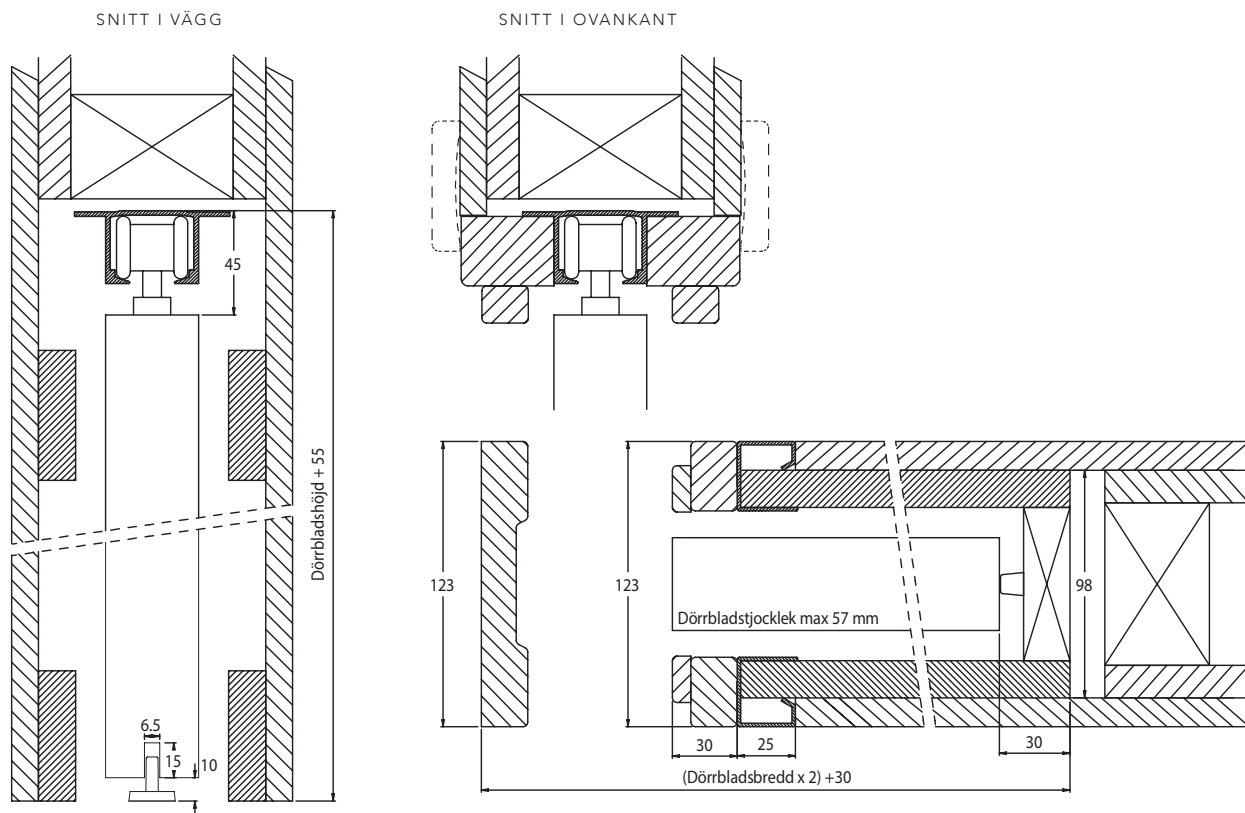 SNITT I VÄGG
SNITT I OVANKANT
45
Dörrbladshöjd + 55
123
123
98
Dörrbladstjocklek max 57 mm
6.5
15
10
30
25
30
(Dörrbladsbredd x 2) +30